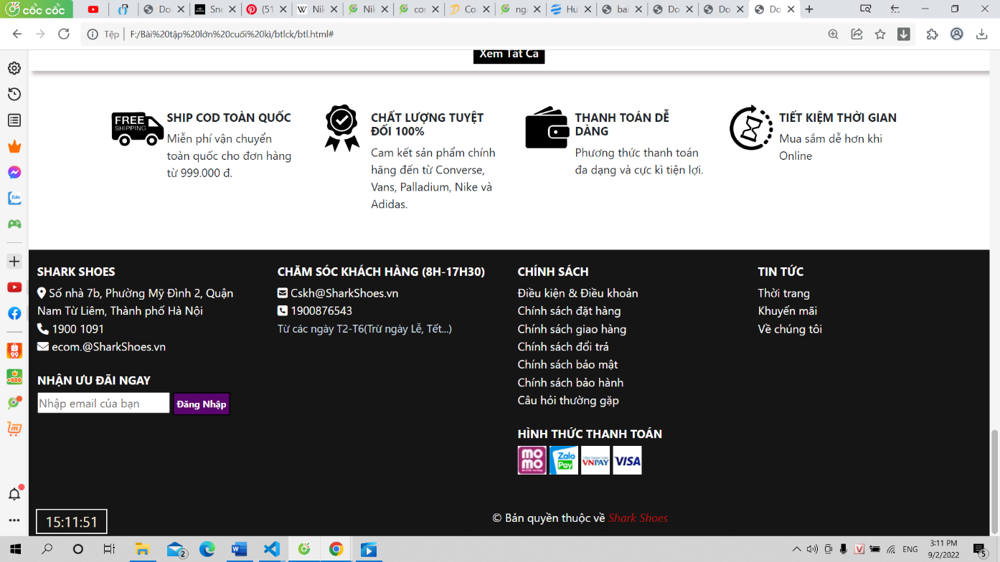 cốc cốc
Do
Sne
(51
Nik
Nik
cor
Co
nga
Hu
bai
Do
Do
Do
Tệp
F:/Bài%20tập%20lớn%20cuối%20kì/btlck/btl.html#
Xem Tất Cả
FREE SHIPPING
SHIP COD TOÀN QUỐC
Miễn phí vận chuyển
toàn quốc cho đơn hàng
từ 999.000 đ.
CHẤT LƯỢNG TUYỆT
ĐỐI 100%
Cam kết sản phẩm chính
hãng đến từ Converse,
Vans, Palladium, Nike và
Adidas.
THANH TOÁN DỄ
DÀNG
Phương thức thanh toán
đa dạng và cực kì tiện lợi.
TIẾT KIỆM THỜI GIAN
Mua sắm dễ hơn khi
Online
SHARK SHOES
Số nhà 7b, Phường Mỹ Đình 2, Quận
Nam Từ Liêm, Thành phố Hà Nội
1900 1091
ecom.@SharkShoes.vn
NHẬN ƯU ĐÃI NGAY
Nhập email của bạn
Đăng Nhập
CHĂM SÓC KHÁCH HÀNG (8H-17H30)
Cskh@SharkShoes.vn
1900876543
Từ các ngày T2-T6(Trừ ngày Lễ, Tết...)
CHÍNH SÁCH
Điều kiện & Điều khoản
Chính sách đặt hàng
Chính sách giao hàng
Chính sách đổi trả
Chính sách bảo mật
Chính sách bảo hành
Câu hỏi thường gặp
HÌNH THỨC THANH TOÁN
mo mo
Zalo Pay
VNPAY
VISA
TIN TỨC
Thời trang
Khuyến mãi
Về chúng tôi
15:11:51
© Bản quyền thuộc về Shark Shoes
Zalo
99
+500
2
ENG
3:11 PM
9/2/2022
5